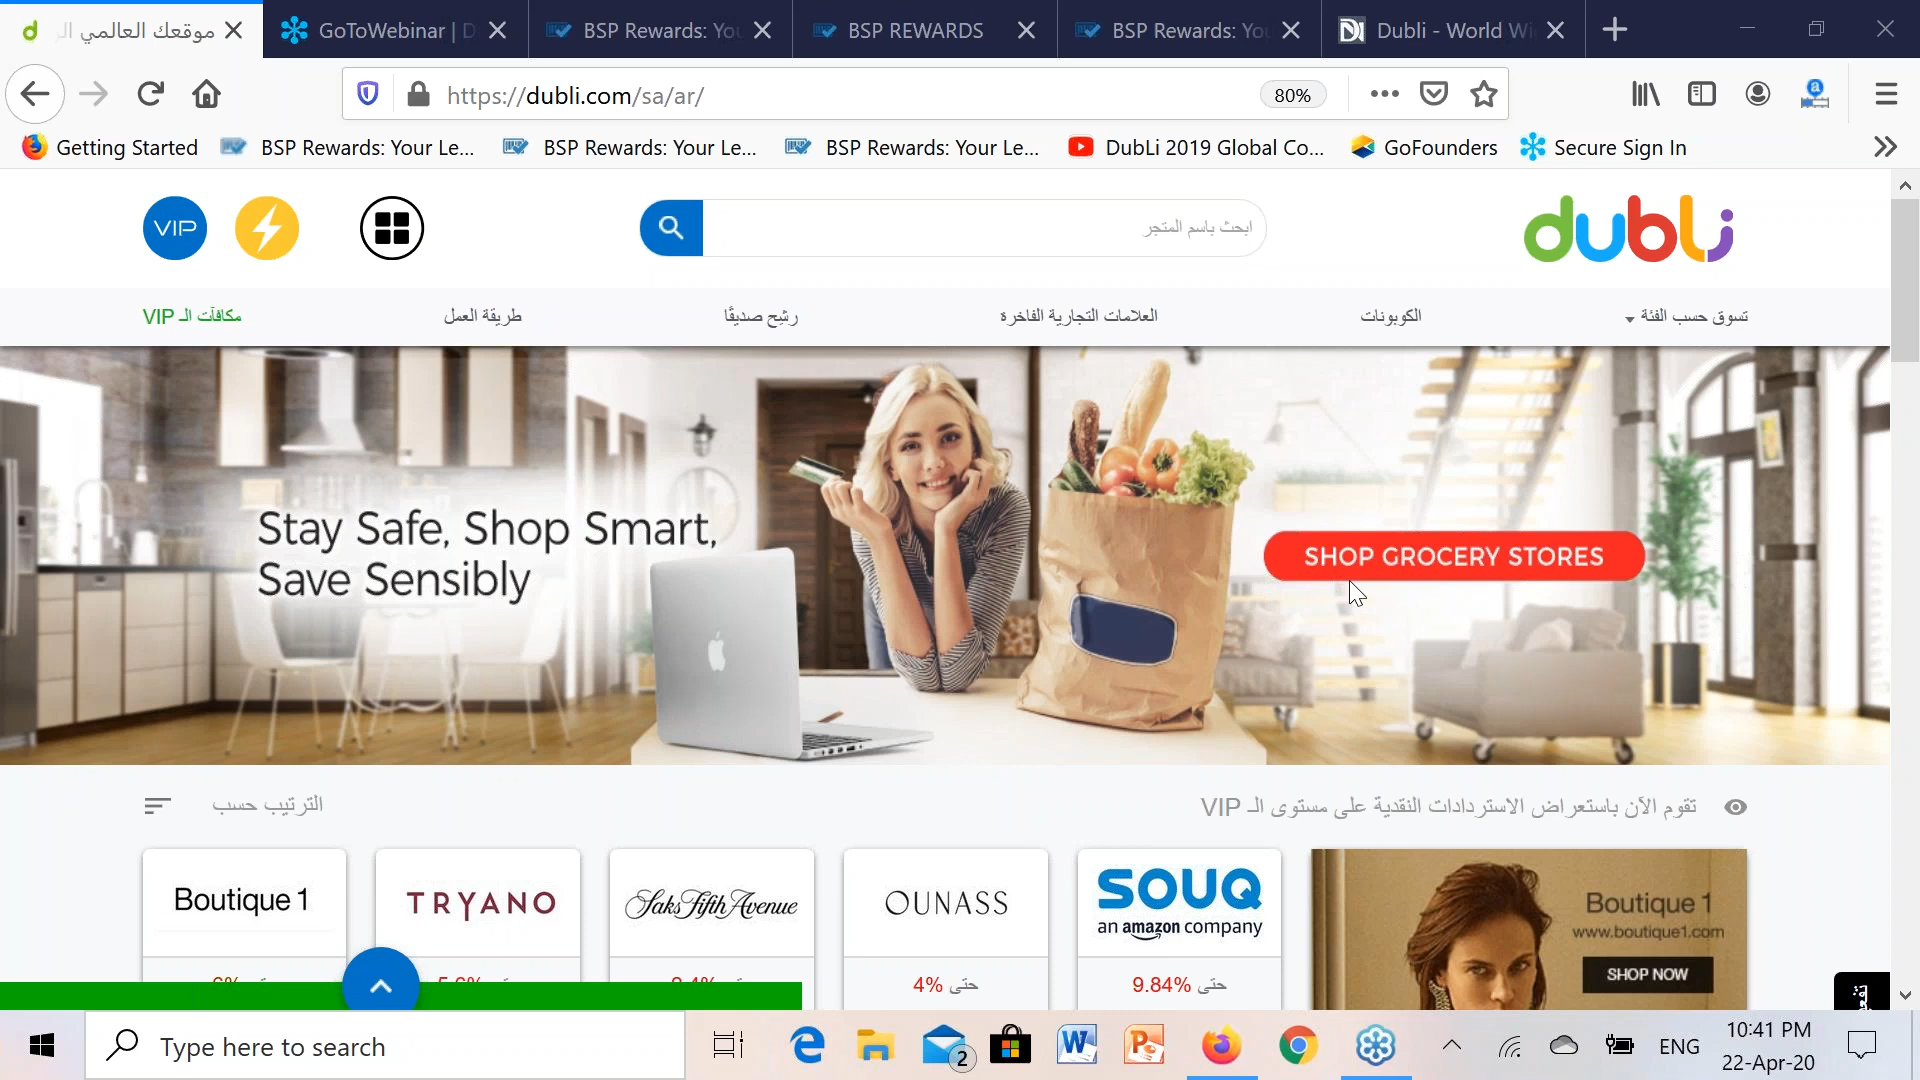 موقعك العالمي
GoToWebinar |
BSP Rewards:
BSP REWARDS
BSP Rewards:
Dubli - World
https://dubli.com/sa/ar/
80%
Getting Started
BSP Rewards: Your Le...
BSP Rewards: Your Le...
BSP Rewards: Your Le...
DubLi 2019 Global Co...
GoFounders
Secure Sign In
VIP
ابحث باسم المتجر
dubli
تسوق حسب الفئة
الكوبونات
العلامات التجارية الفاخرة
رشِح صديقًا
طريقة العمل
مكافآت الـ VIP
Stay Safe, Shop Smart,
Save Sensibly
SHOP GROCERY STORES
تقوم الآن باستعراض الاستردادات النقدية على مستوى الـ VIP
الترتيب حسب
Boutique 1
TRYANO
Saks Fifth Avenue
OUNASS
SOUQ
an amazon company
Boutique 1
www.boutique1.com
SHOP NOW
حتى 4%
حتى 9.84%
Type here to search
2
ENG
10:41 PM
22-Apr-20